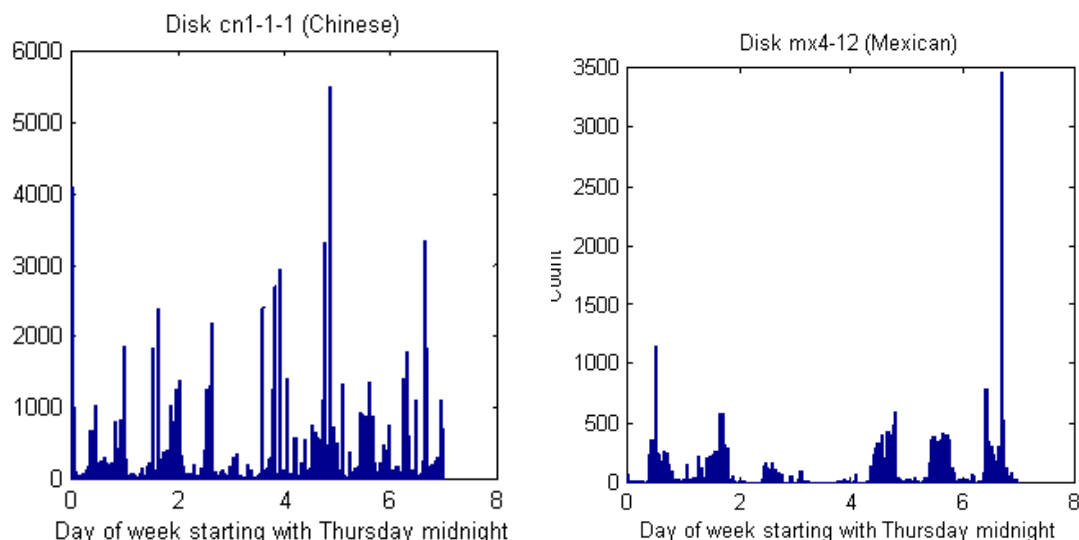 Disk cn1-1-1 (Chinese)
6000
5000
4000
3000
2000
1000
0
0 2 4 6 8
Day of week starting with Thursday midnight
Disk mx4-12 (Mexican)
3500
3000
2500
2000
1500
1000
500
0
Count
0 2 4 6 8
Day of week starting with Thursday midnight